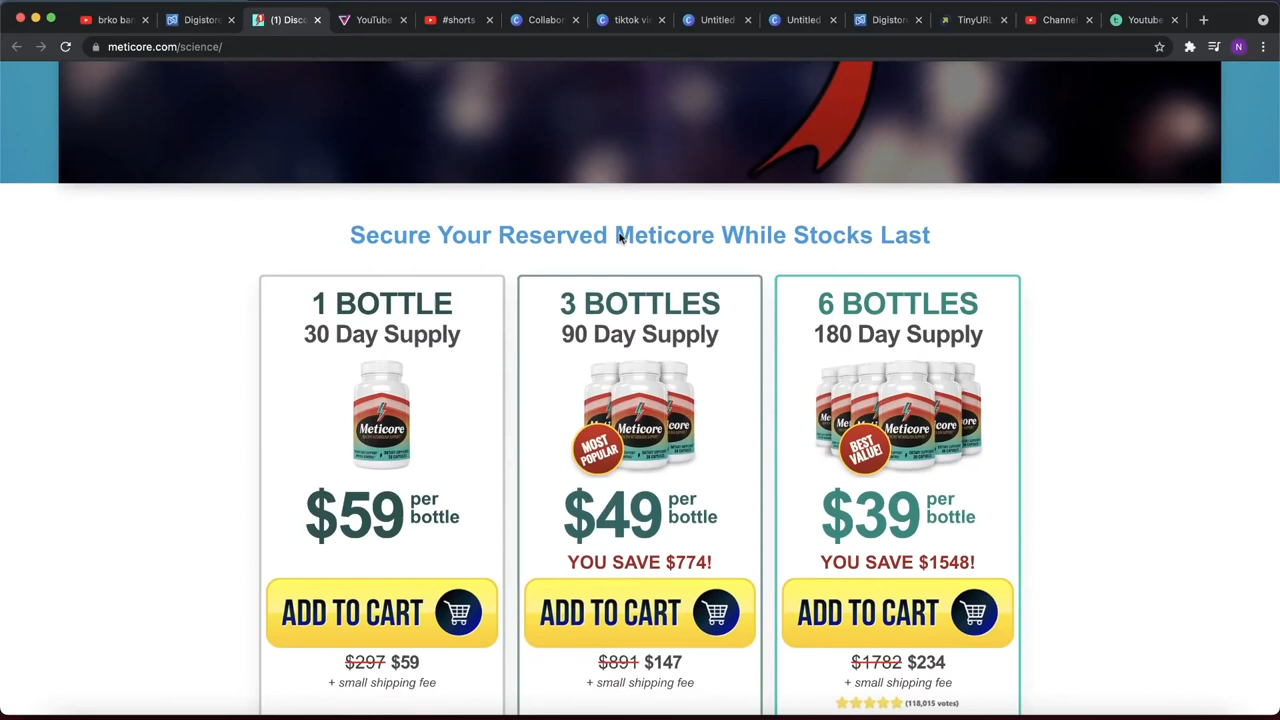 brko ban
Digistore
(1) Disco
YouTube
#shorts
Collabor
tiktok vi
Untitled
Untitled
Digistor
TinyURL
Channel
Youtube
meticore.com/science/
N
Secure Your Reserved Meticore While Stocks Last
1 BOTTLE
30 Day Supply
Meticore
$59 per bottle
ADD TO CART
$297 $59
+ small shipping fee
3 BOTTLES
90 Day Supply
Meticore
MOST POPULAR
$49 per bottle
YOU SAVE $774!
ADD TO CART
$891 $147
+ small shipping fee
6 BOTTLES
180 Day Supply
Meticore
BEST VALUE!
$39 per bottle
YOU SAVE $1548!
ADD TO CART
$1782 $234
+ small shipping fee
(118,015 votes)